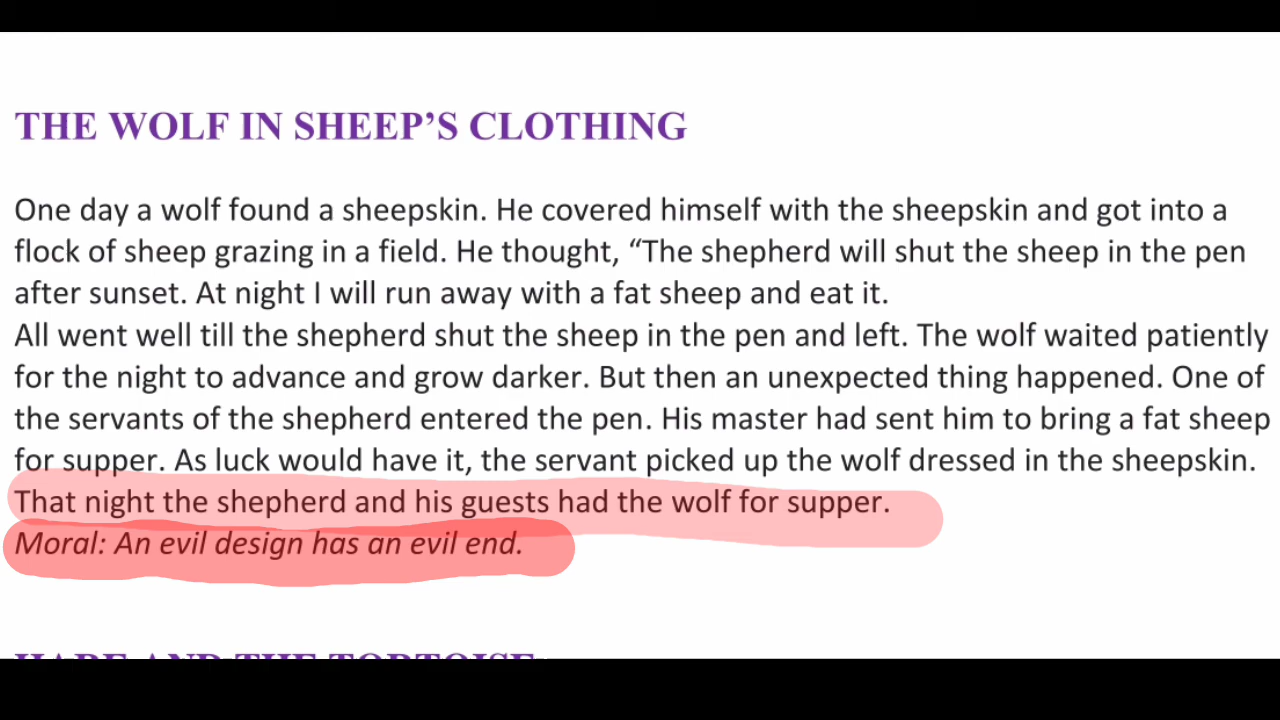 THE WOLF IN SHEEP’S CLOTHING
One day a wolf found a sheepskin. He covered himself with the sheepskin and got into a
flock of sheep grazing in a field. He thought, “The shepherd will shut the sheep in the pen
after sunset. At night I will run away with a fat sheep and eat it.
All went well till the shepherd shut the sheep in the pen and left. The wolf waited patiently
for the night to advance and grow darker. But then an unexpected thing happened. One of
the servants of the shepherd entered the pen. His master had sent him to bring a fat sheep
for supper. As luck would have it, the servant picked up the wolf dressed in the sheepskin.
That night the shepherd and his guests had the wolf for supper.
Moral: An evil design has an evil end.
HARE AND THE TORTOISE